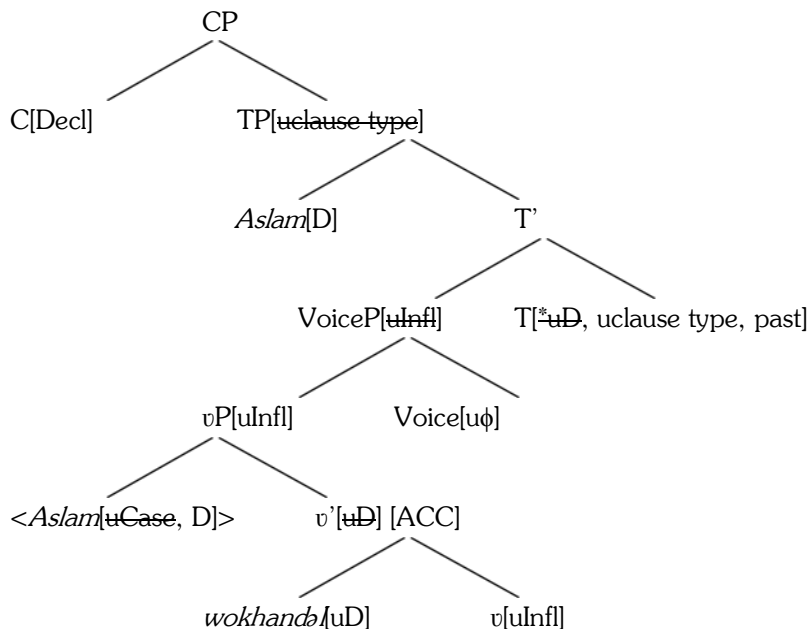 CP
C[Decl] TP[uclause type]
Aslam[D] T’
VoiceP[uInfl] T[*uD, uclause type, past]
ʋP[uInfl] Voice[uϕ]
<Aslam[uCase, D]> ʋ’[uD] [ACC]
wokhandəl[uD] ʋ[uInfl]